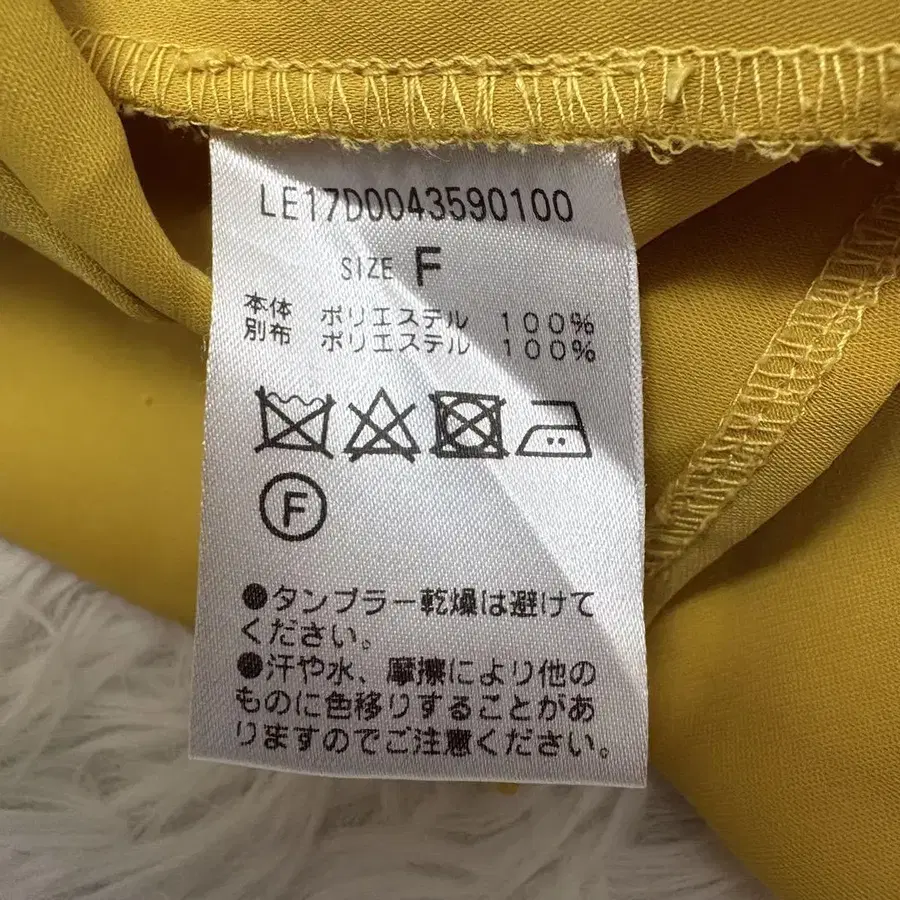 LE17D0043590100
SIZE F
本体 ポリエステル 100%
別布 ポリエステル 100%
F
●タンブラー乾燥は避けて
ください。
●汗や水、摩擦により他の
ものに色移りすることがあ
りますのでご注意ください。